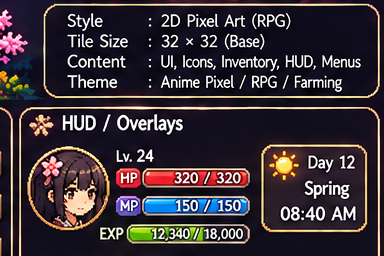 Style : 2D Pixel Art (RPG)
Tile Size : 32 × 32 (Base)
Content : UI, Icons, Inventory, HUD, Menus
Theme : Anime Pixel / RPG / Farming
HUD / Overlays
Lv. 24
HP 320 / 320
MP 150 / 150
EXP 12,340 / 18,000
Day 12
Spring
08:40 AM